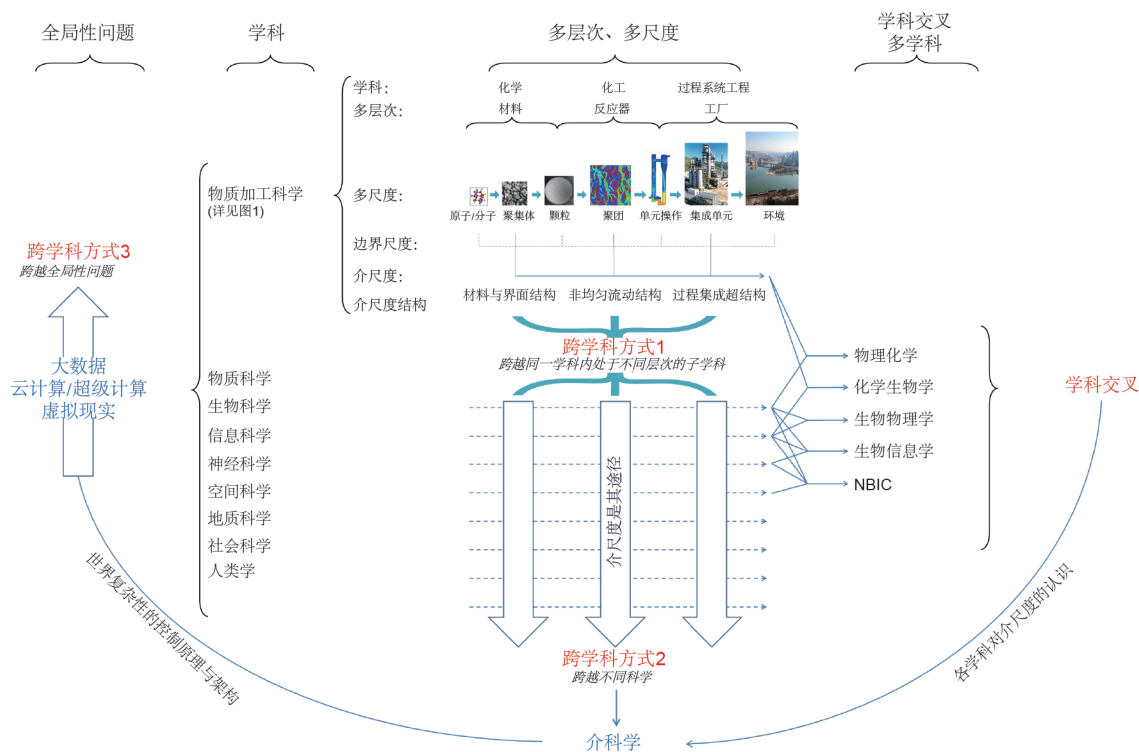 全局性问题
学科
多层次、多尺度
学科交叉
多学科
学科：
化学
化工
过程系统工程
多层次：
材料
反应器
工厂
物质加工科学
(详见图1)
多尺度：
原子/分子
聚集体
颗粒
聚团
单元操作
集成单元
环境
边界尺度：
介尺度：
介尺度结构
材料与界面结构
非均匀流动结构
过程集成超结构
跨学科方式3
跨越全局性问题
跨学科方式1
跨越同一学科内处于不同层次的子学科
大数据
云计算/超级计算
虚拟现实
物质科学
生物科学
信息科学
神经科学
空间科学
地质科学
社会科学
人类学
介尺度是其途径
物理化学
化学生物学
生物物理学
生物信息学
NBIC
学科交叉
世界复杂性的控制原理与架构
各学科对介尺度的认识
跨学科方式2
跨越不同科学
介科学